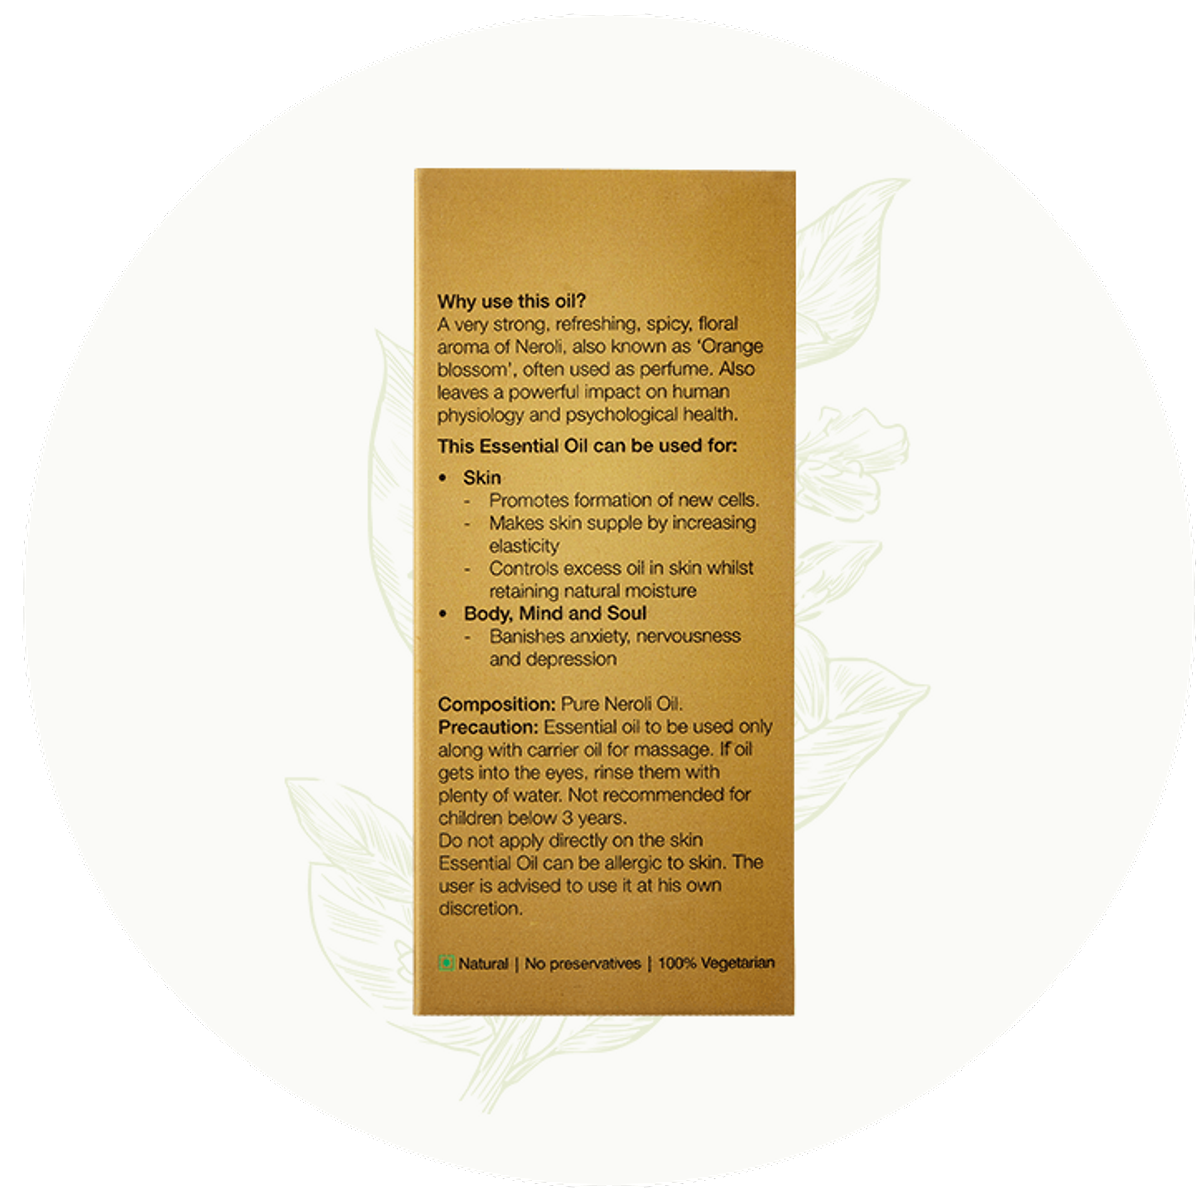 Why use this oil?
A very strong, refreshing, spicy, floral
aroma of Neroli, also known as ‘Orange
blossom’, often used as perfume. Also
leaves a powerful impact on human
physiology and psychological health.
This Essential Oil can be used for:
• Skin
- Promotes formation of new cells.
- Makes skin supple by increasing
elasticity
- Controls excess oil in skin whilst
retaining natural moisture
• Body, Mind and Soul
- Banishes anxiety, nervousness
and depression
Composition: Pure Neroli Oil.
Precaution: Essential oil to be used only
along with carrier oil for massage. If oil
gets into the eyes, rinse them with
plenty of water. Not recommended for
children below 3 years.
Do not apply directly on the skin
Essential Oil can be allergic to skin. The
user is advised to use it at his own
discretion.
Natural | No preservatives | 100% Vegetarian